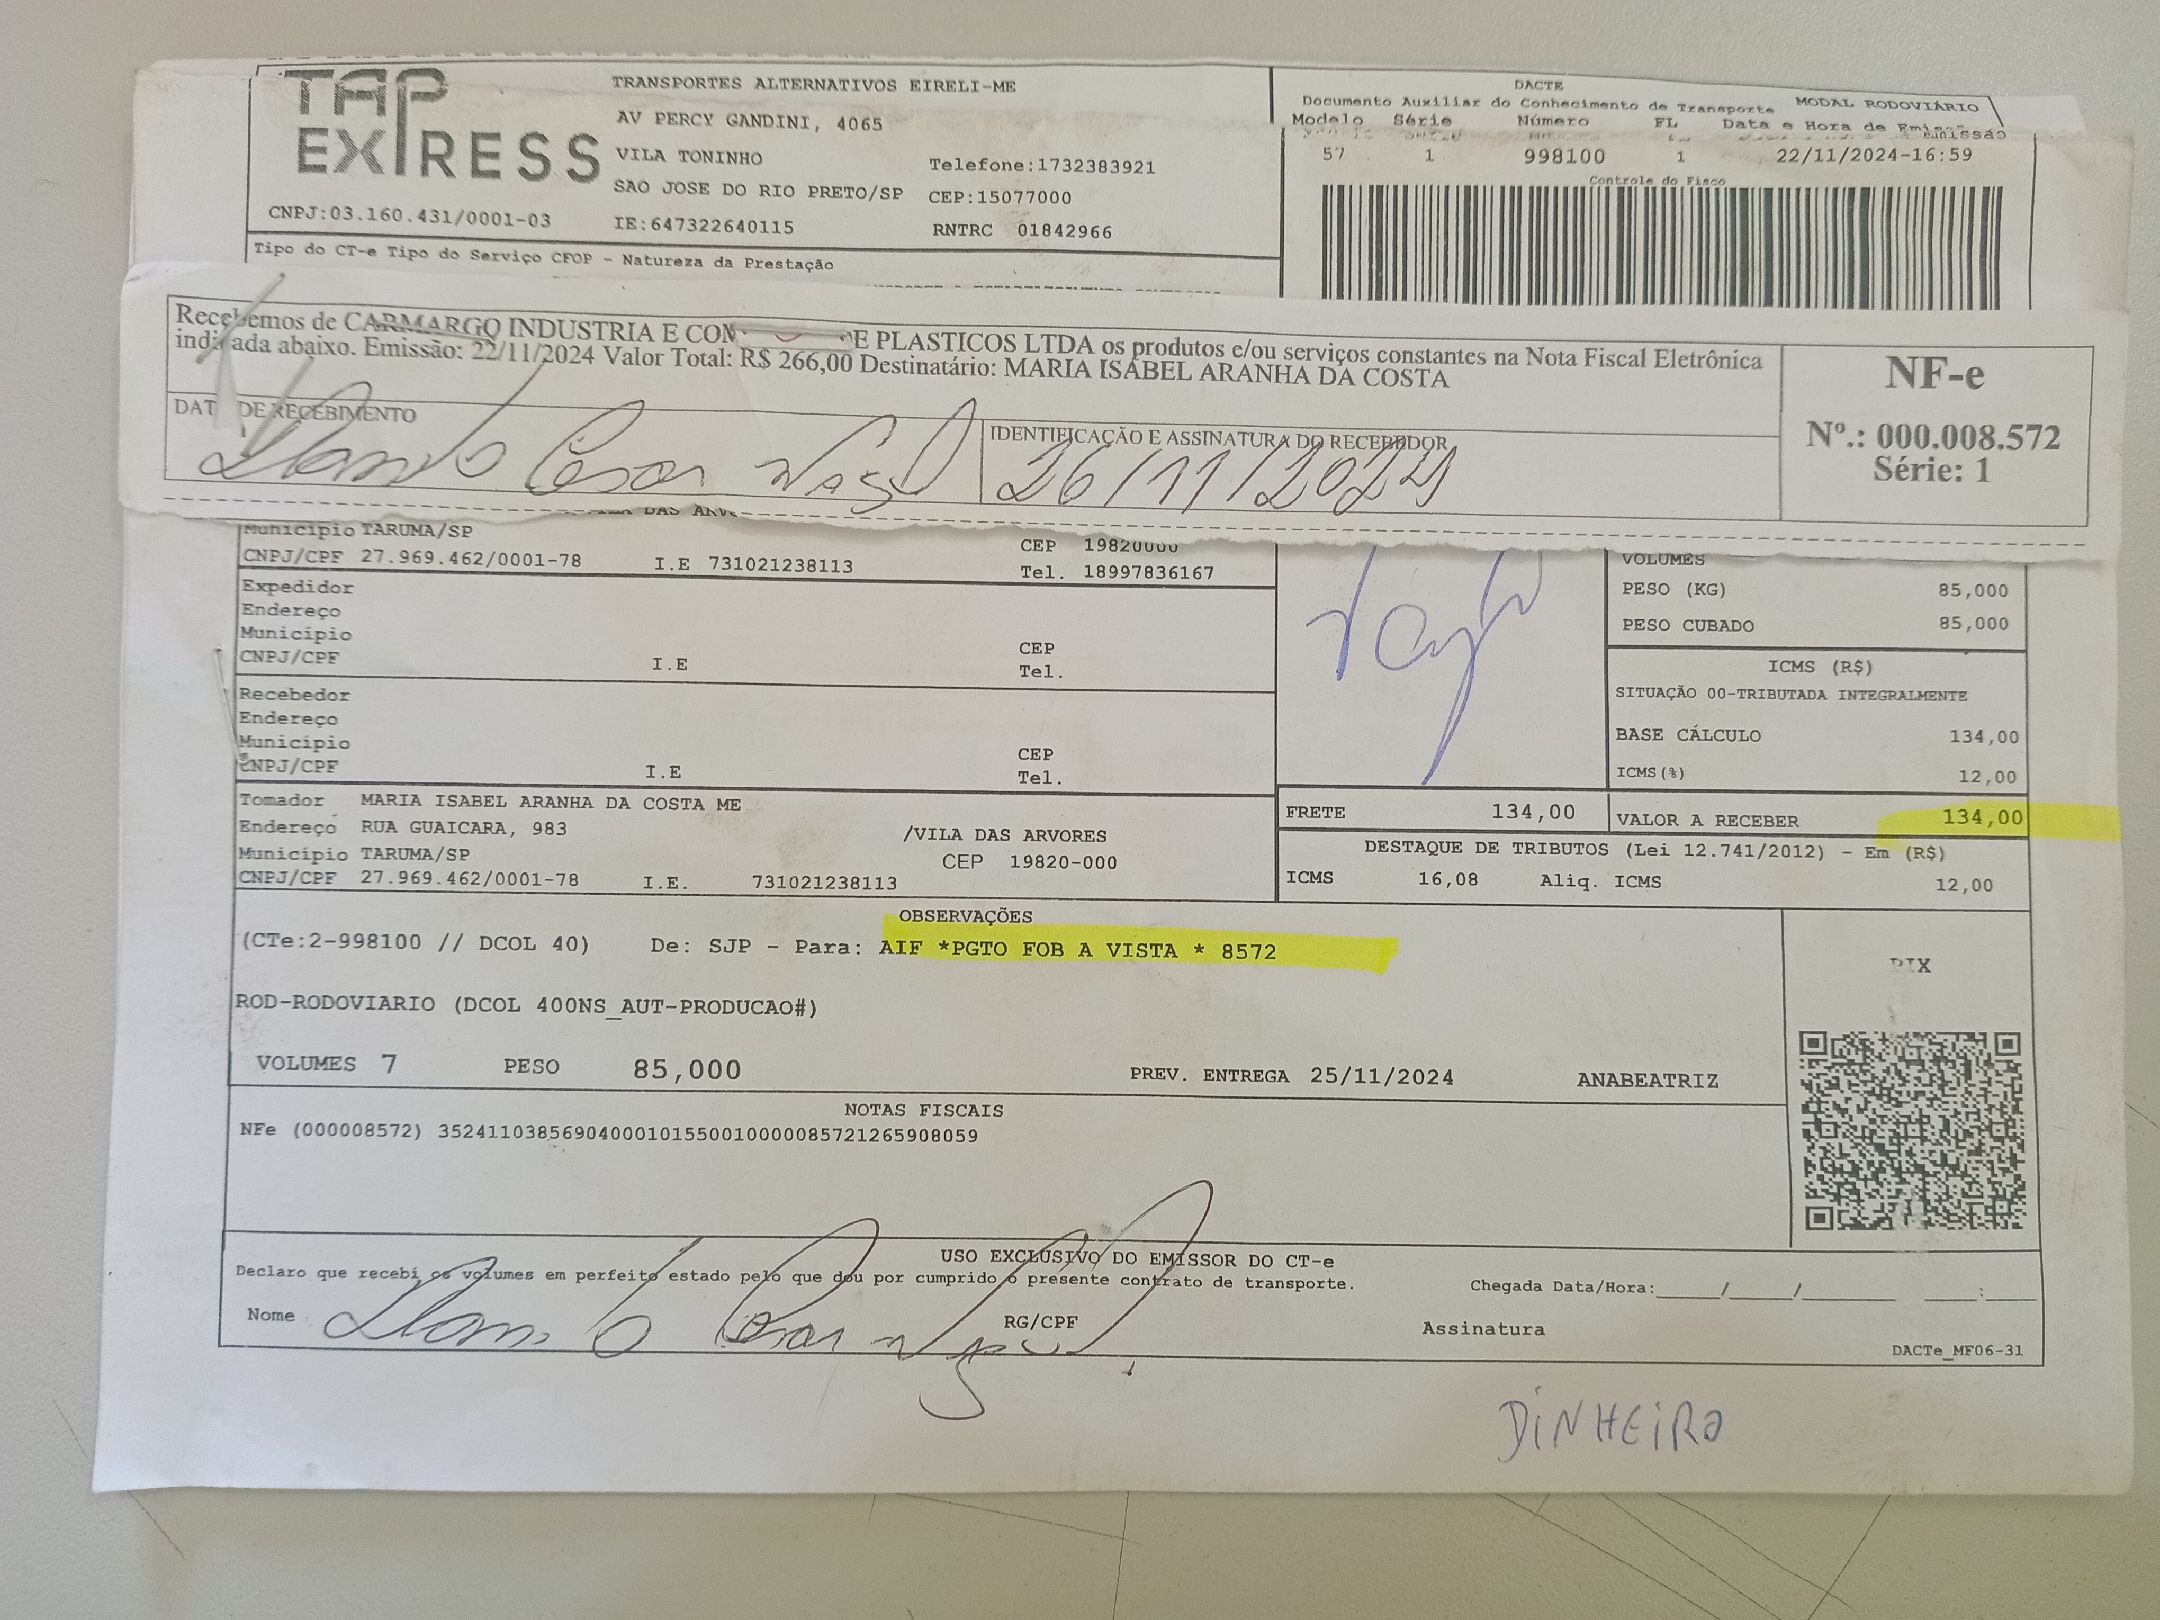 TAP
EXPRESS
TRANSPORTES ALTERNATIVOS EIRELI-ME
AV PERCY GANDINI, 4065
VILA TONINHO
Telefone:1732383921
SAO JOSE DO RIO PRETO/SP CEP:15077000
CNPJ:03.160.431/0001-03 IE:647322640115 RNTRC 01842966
DACTE
Documento Auxiliar do Conhecimento de Transporte MODAL RODOVIÁRIO
Modelo Série Número FL Data e Hora de Emissão
57 1 998100 1 22/11/2024-16:59
Controle do Fisco
Tipo do CT-e Tipo do Serviço CFOP - Natureza da Prestação
Recebemos de CARMARGO INDUSTRIA E COM E PLASTICOS LTDA os produtos e/ou serviços constantes na Nota Fiscal Eletrônica
indicada abaixo. Emissão: 22/11/2024 Valor Total: R$ 266,00 Destinatário: MARIA ISABEL ARANHA DA COSTA
DATA DE RECEBIMENTO
IDENTIFICAÇÃO E ASSINATURA DO RECEBEDOR
26/11/2024
NF-e
Nº.: 000.008.572
Série: 1
Município TARUMA/SP CEP 19820000
CNPJ/CPF 27.969.462/0001-78 I.E 731021238113 Tel. 18997836167
Expedidor
Endereço
Município CEP
CNPJ/CPF I.E Tel.
Recebedor
Endereço
Município CEP
CNPJ/CPF I.E Tel.
Tomador MARIA ISABEL ARANHA DA COSTA ME
Endereço RUA GUAICARA, 983 /VILA DAS ARVORES
Município TARUMA/SP CEP 19820-000
CNPJ/CPF 27.969.462/0001-78 I.E. 731021238113
VOLUMES
PESO (KG) 85,000
PESO CUBADO 85,000
ICMS (R$)
SITUAÇÃO 00-TRIBUTADA INTEGRALMENTE
BASE CÁLCULO 134,00
ICMS(%) 12,00
FRETE 134,00 VALOR A RECEBER 134,00
DESTAQUE DE TRIBUTOS (Lei 12.741/2012) - Em (R$)
ICMS 16,08 Aliq. ICMS 12,00
OBSERVAÇÕES
(CTe:2-998100 // DCOL 40) De: SJP - Para: AIF *PGTO FOB A VISTA * 8572
ROD-RODOVIARIO (DCOL 400NS_AUT-PRODUCAO#)
VOLUMES 7 PESO 85,000 PREV. ENTREGA 25/11/2024 ANABEATRIZ
PIX
NOTAS FISCAIS
NFe (000008572) 35241103856904000101550010000085721265908059
USO EXCLUSIVO DO EMISSOR DO CT-e
Declaro que recebi os volumes em perfeito estado pelo que dou por cumprido o presente contrato de transporte.
Chegada Data/Hora:_____/_____/_______ ____:____
Nome RG/CPF Assinatura
DACTe_MF06-31
DINHEIRO